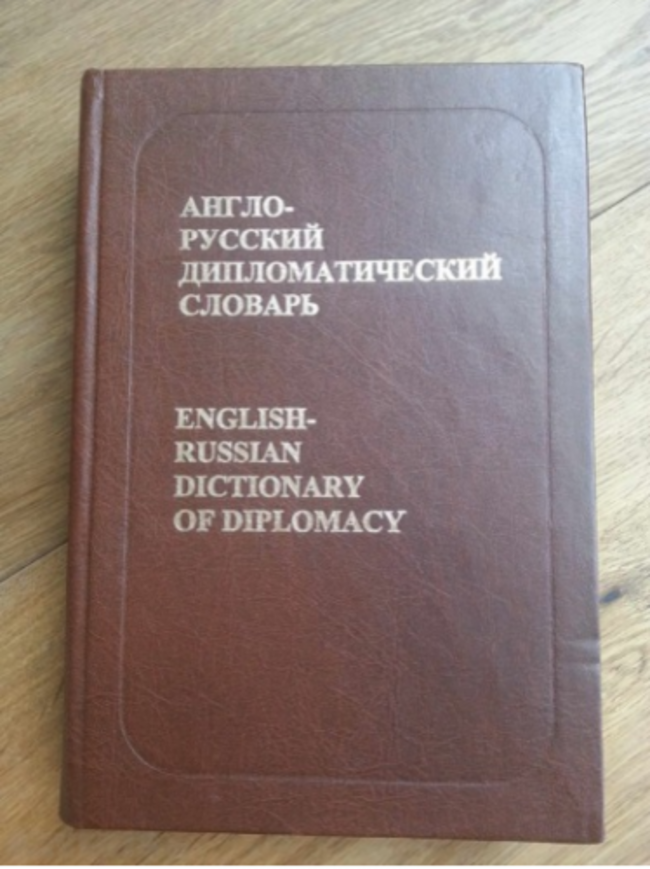 АНГЛО-
РУССКИЙ
ДИПЛОМАТИЧЕСКИЙ
СЛОВАРЬ
ENGLISH-
RUSSIAN
DICTIONARY
OF DIPLOMACY